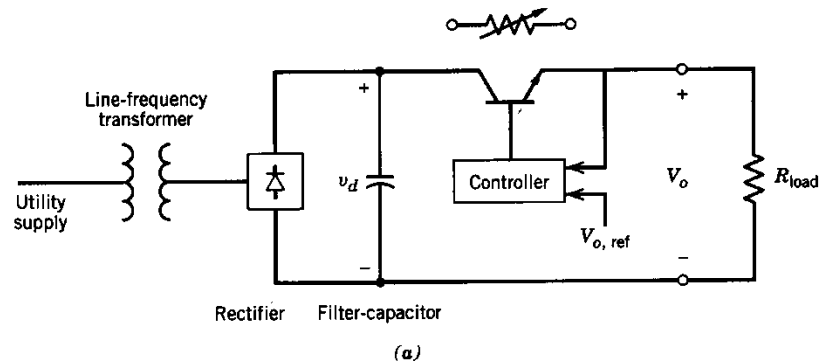 Line-frequency
transformer
Utility
supply
+
v_d
−
Controller
V_o, ref
+
V_o
−
R_load
Rectifier
Filter-capacitor
(a)